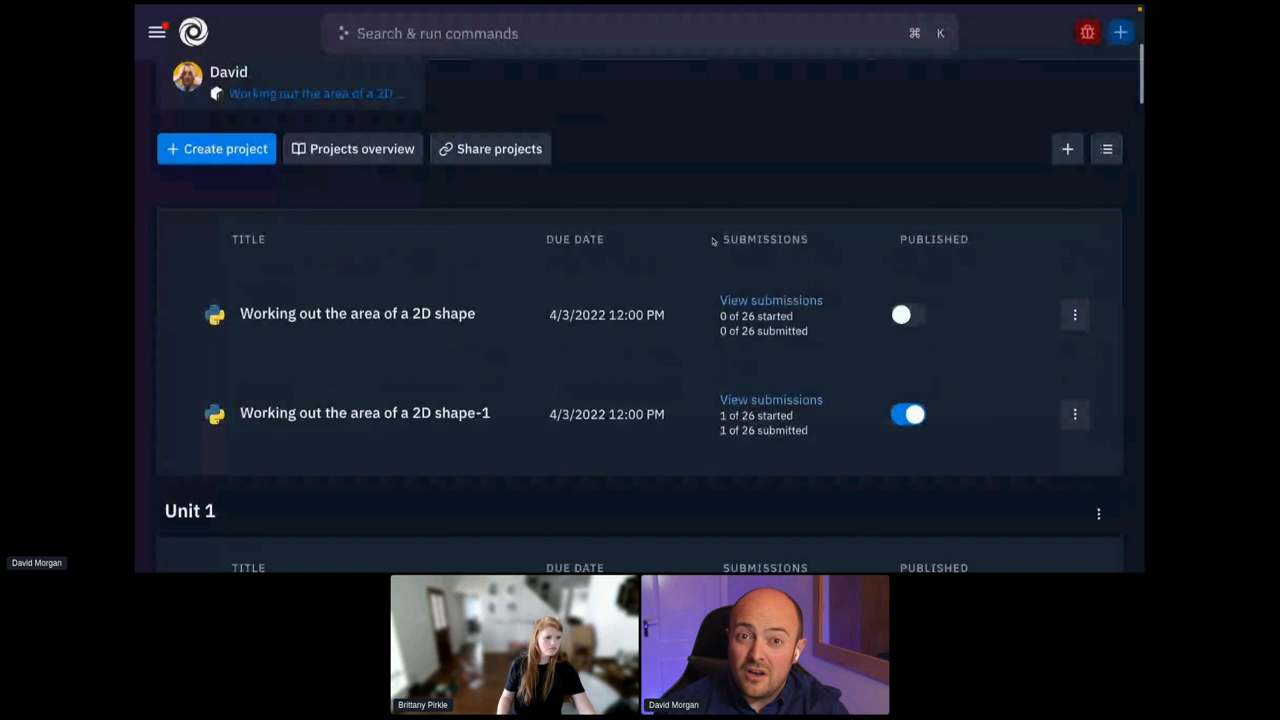 Search & run commands ⌘ K
David
Working out the area of a 2D ...
+ Create project Projects overview Share projects
TITLE DUE DATE SUBMISSIONS PUBLISHED
Working out the area of a 2D shape 4/3/2022 12:00 PM
View submissions
0 of 26 started
0 of 26 submitted
Working out the area of a 2D shape-1 4/3/2022 12:00 PM
View submissions
1 of 26 started
1 of 26 submitted
Unit 1
TITLE DUE DATE SUBMISSIONS PUBLISHED
David Morgan
Brittany Pirkle
David Morgan